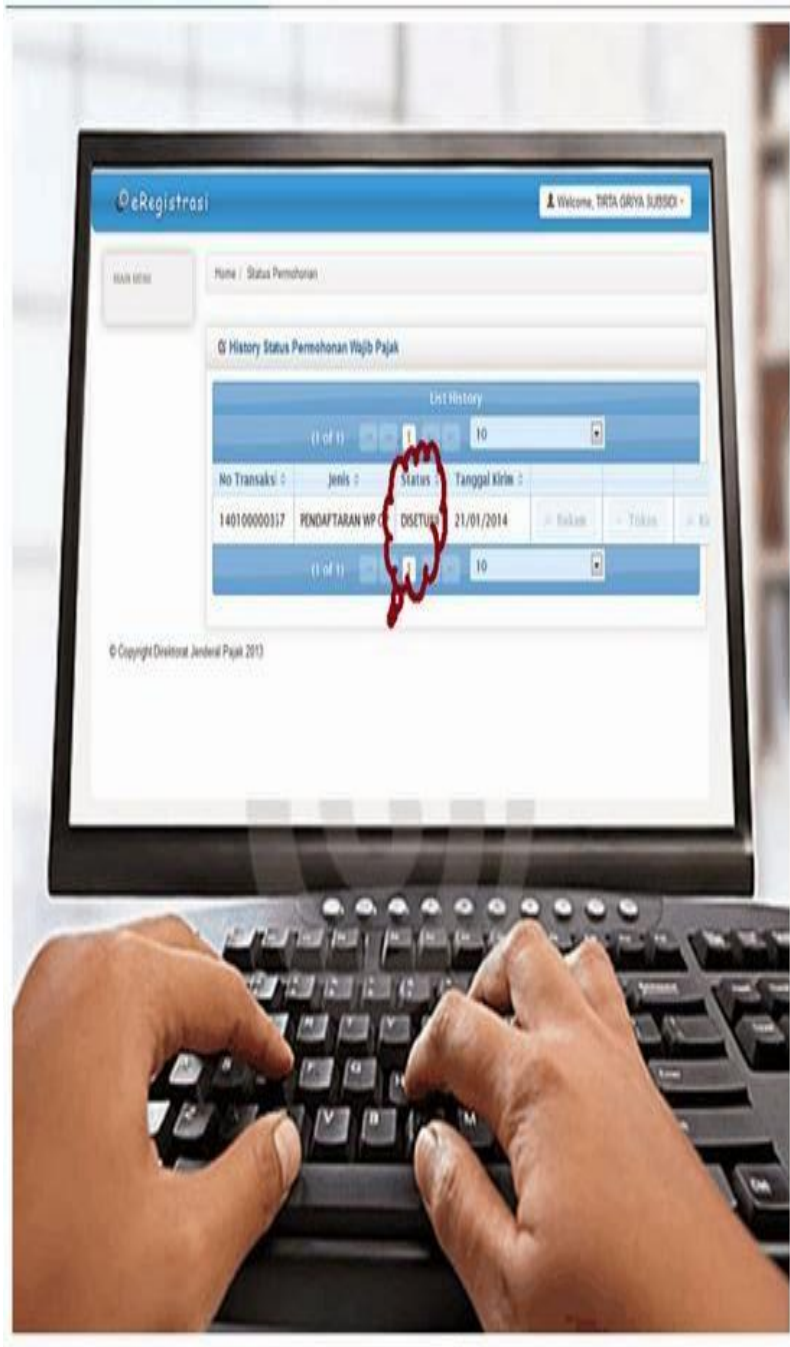 eRegistrasi
Welcome, TIRTA GRIYA SUBSIDI
MAIN MENU
Home / Status Permohonan
History Status Permohonan Wajib Pajak
List History
(1 of 1) 1 10
No Transaksi Jenis Status Tanggal Kirim
140100000337 PENDAFTARAN WP DISETUJUI 21/01/2014 Rekam Token
(1 of 1) 1 10
© Copyright Direktorat Jenderal Pajak 2013